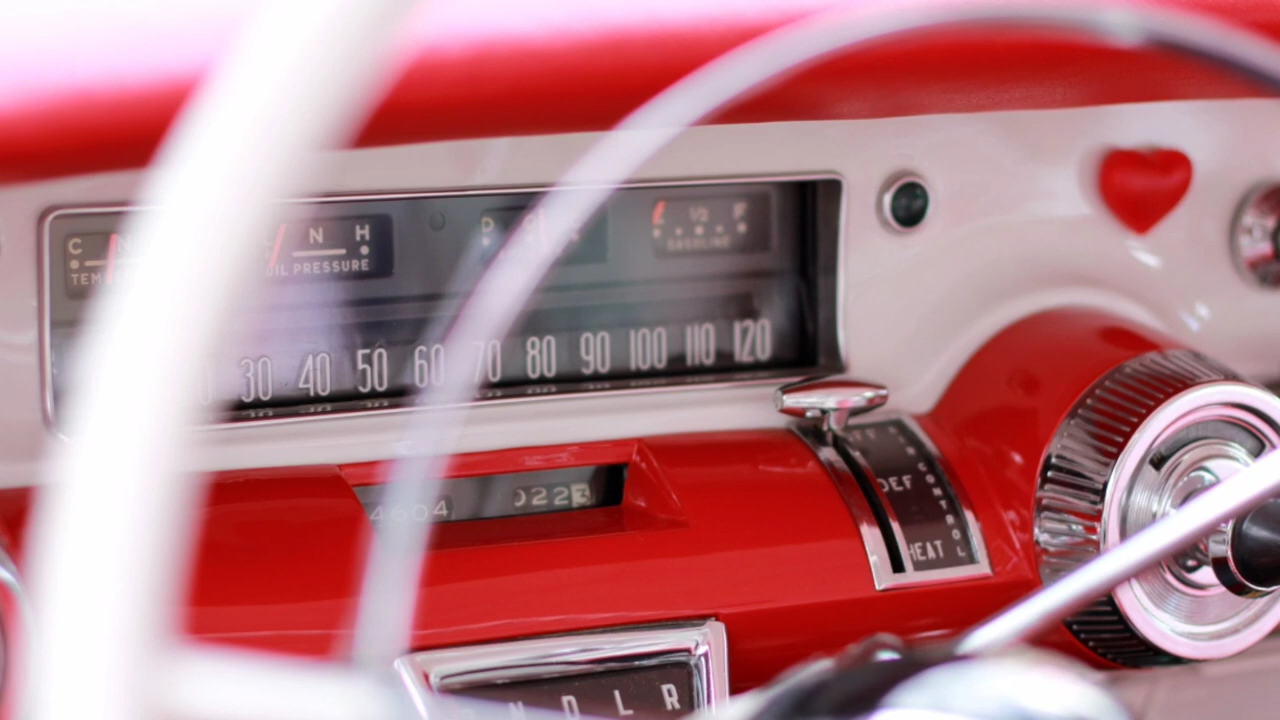 C N
N H
½ F
OIL PRESSURE
GASOLINE
30 40 50 60 70 80 90 100 110 120
0223
4604
DEF
CONTROL
HEAT
N D L R